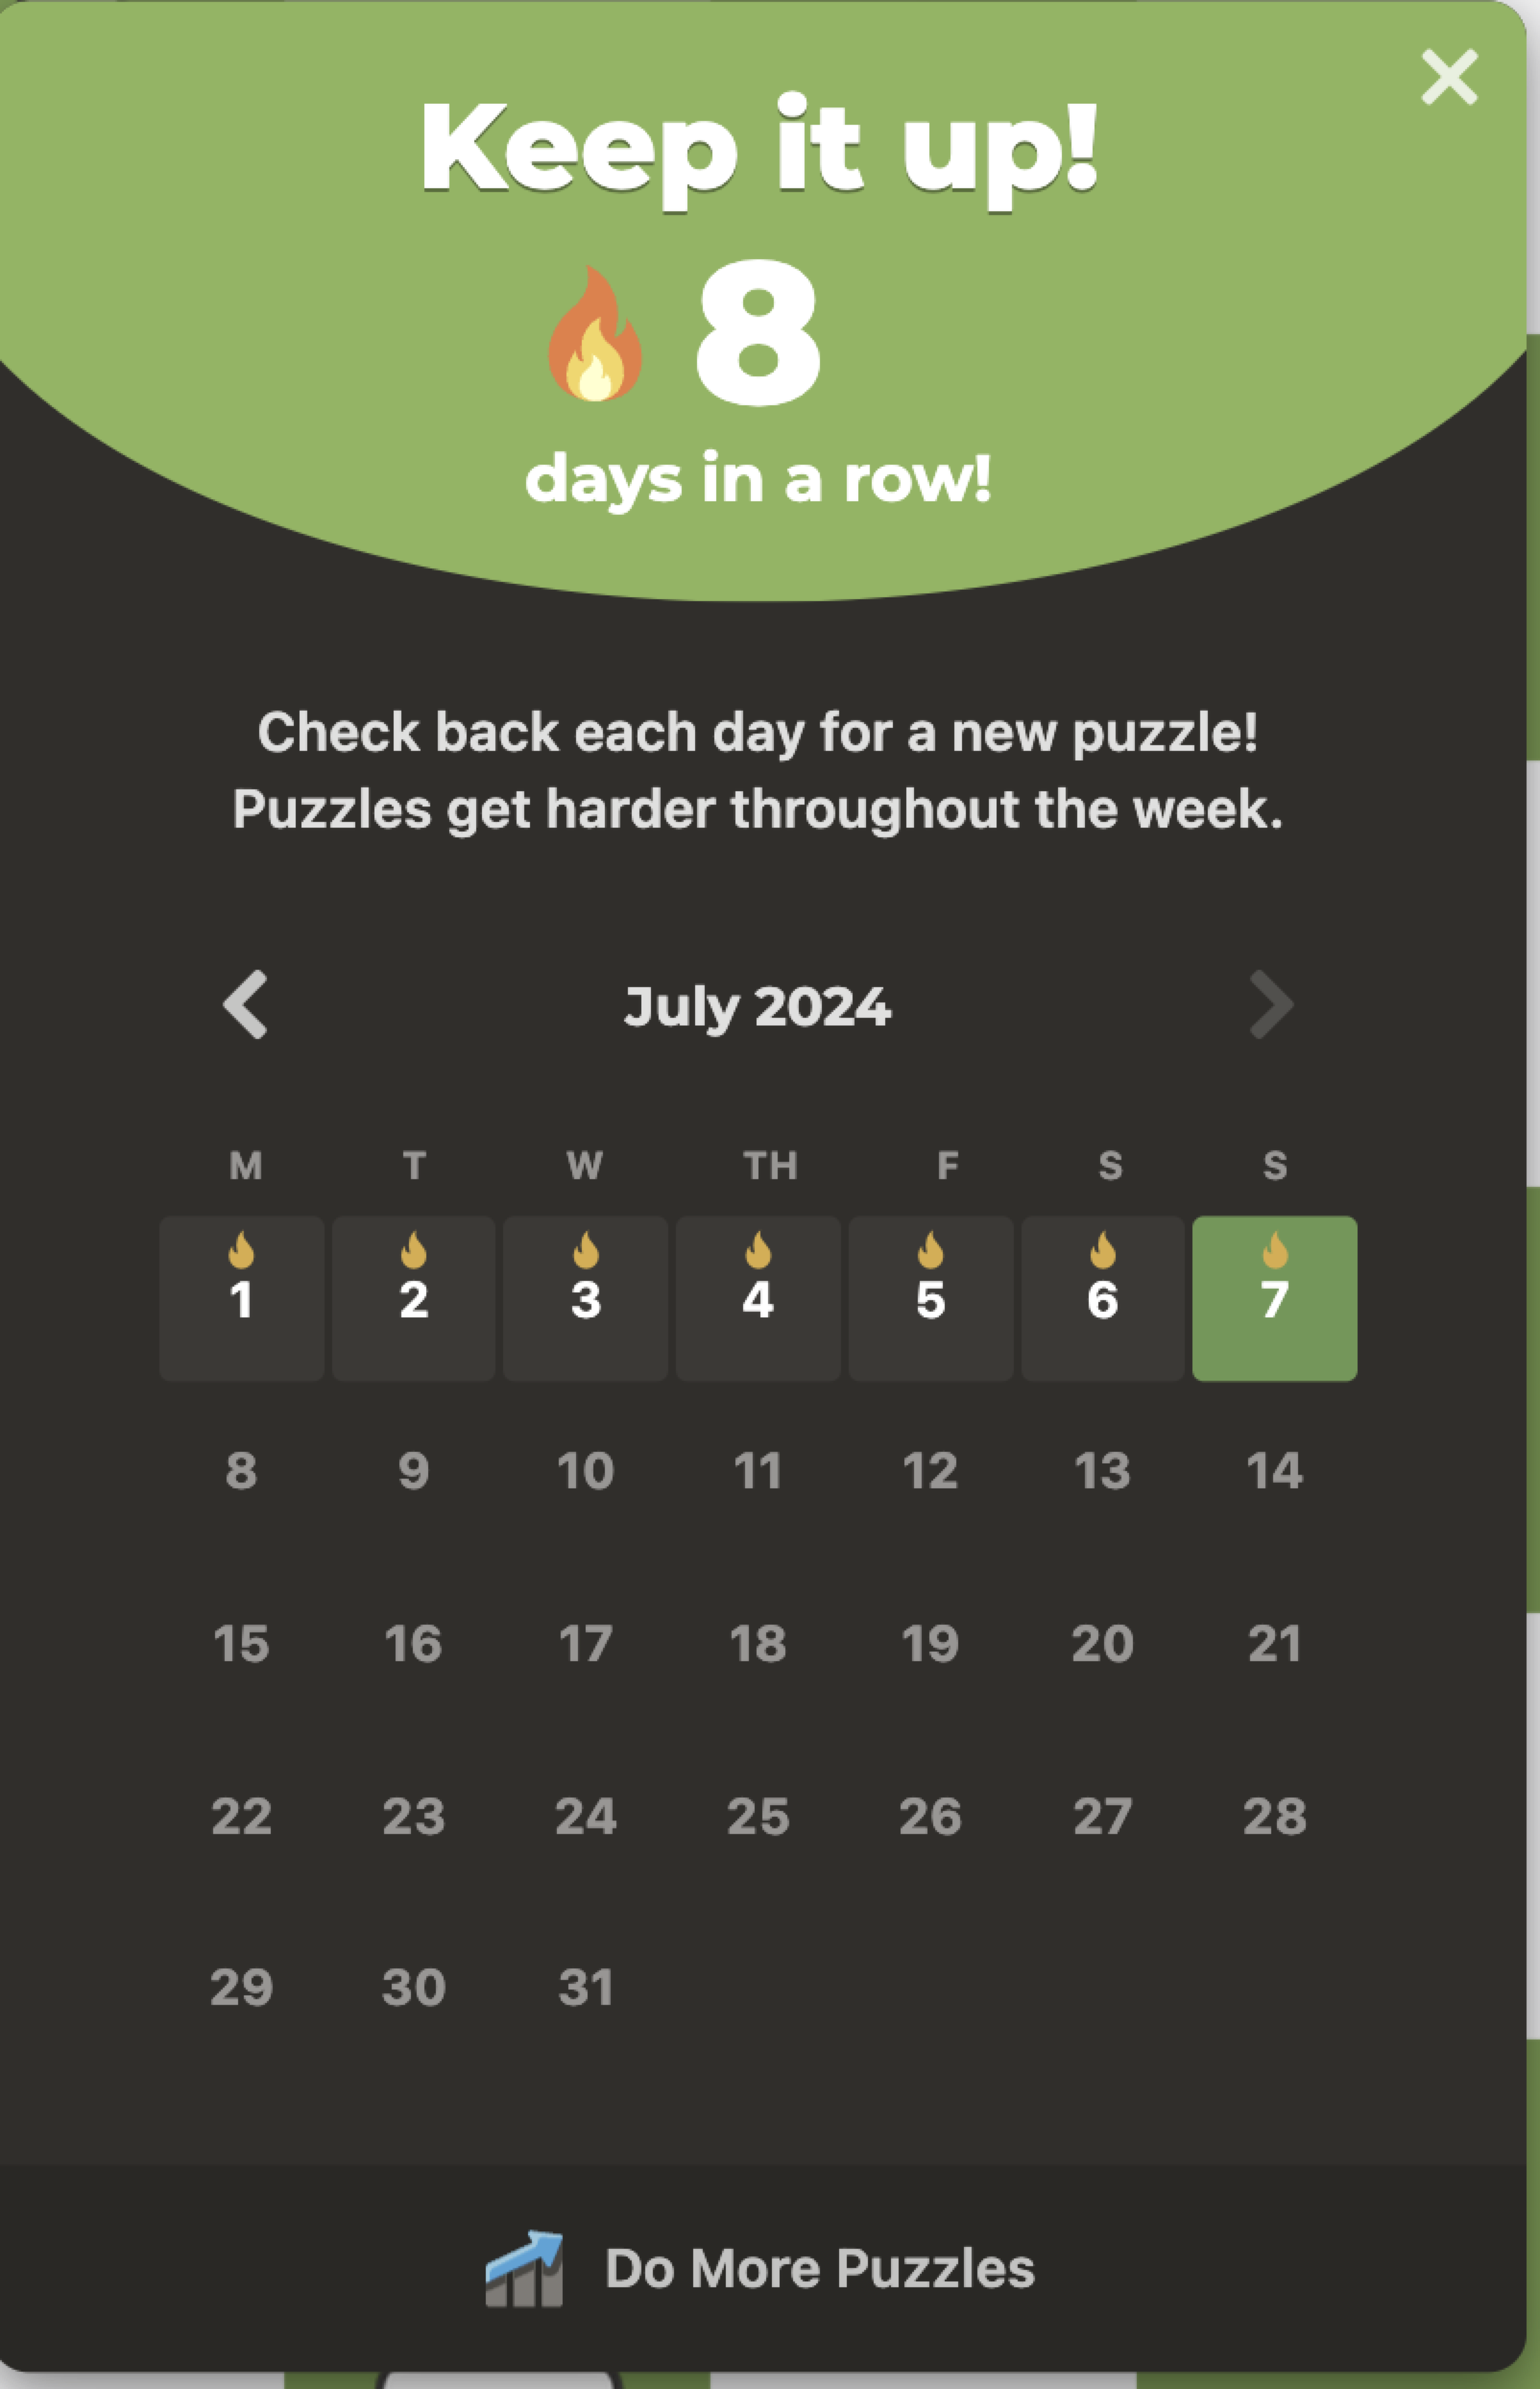 Keep it up!
8
days in a row!
Check back each day for a new puzzle!
Puzzles get harder throughout the week.
July 2024
M T W TH F S S
1 2 3 4 5 6 7
8 9 10 11 12 13 14
15 16 17 18 19 20 21
22 23 24 25 26 27 28
29 30 31
Do More Puzzles